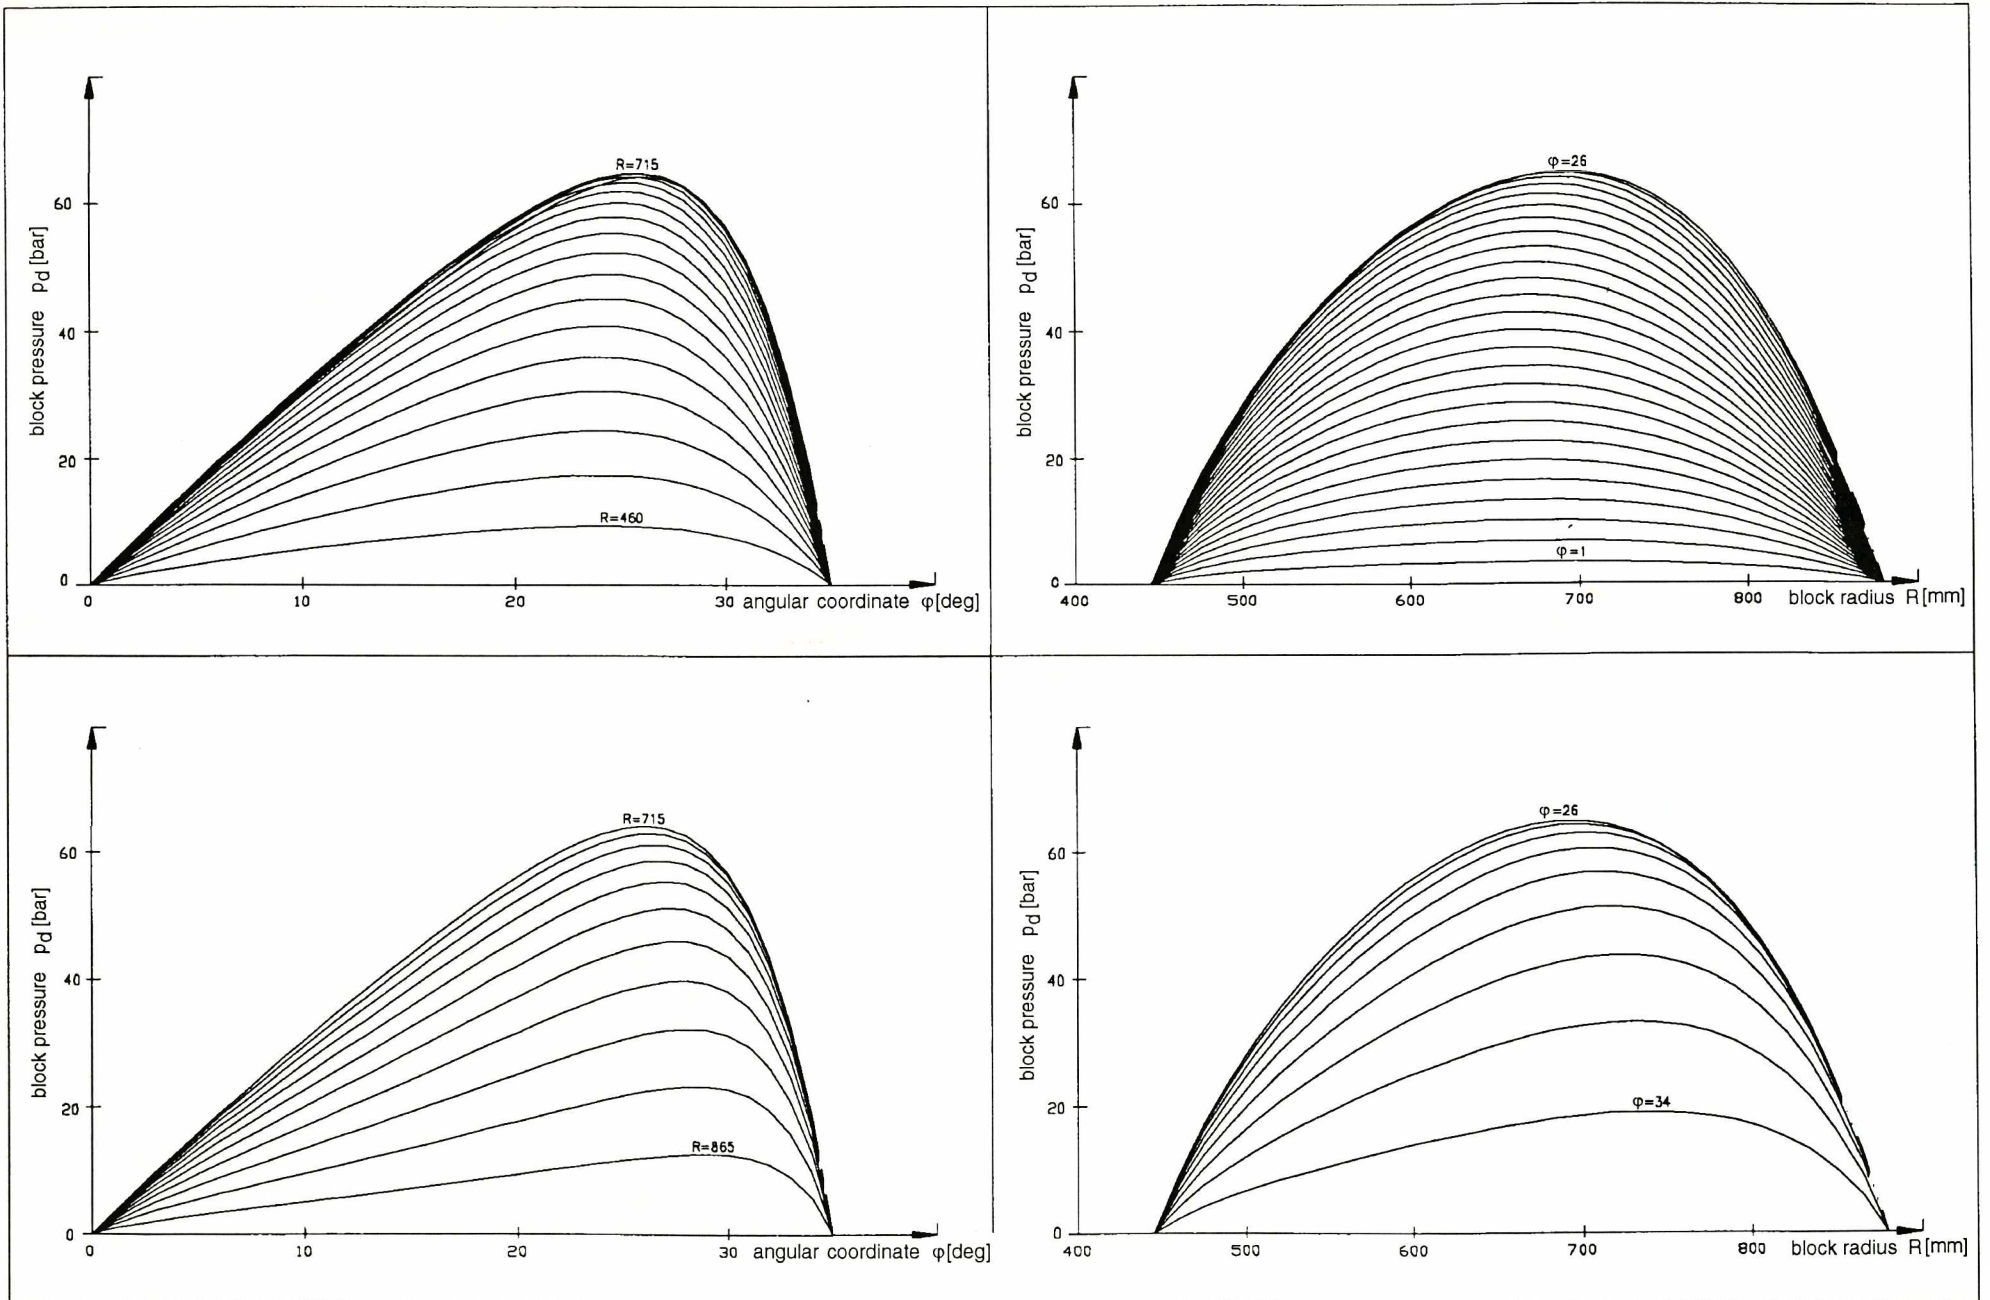 R=715
60
40
20
0
block pressure pd [bar]
R=460
0 10 20 30 angular coordinate φ[deg]
φ=26
60
40
20
0
block pressure pd [bar]
φ=1
400 500 600 700 800 block radius R[mm]
R=715
60
40
20
0
block pressure pd [bar]
R=865
0 10 20 30 angular coordinate φ[deg]
φ=26
60
40
20
0
block pressure pd [bar]
φ=34
400 500 600 700 800 block radius R[mm]